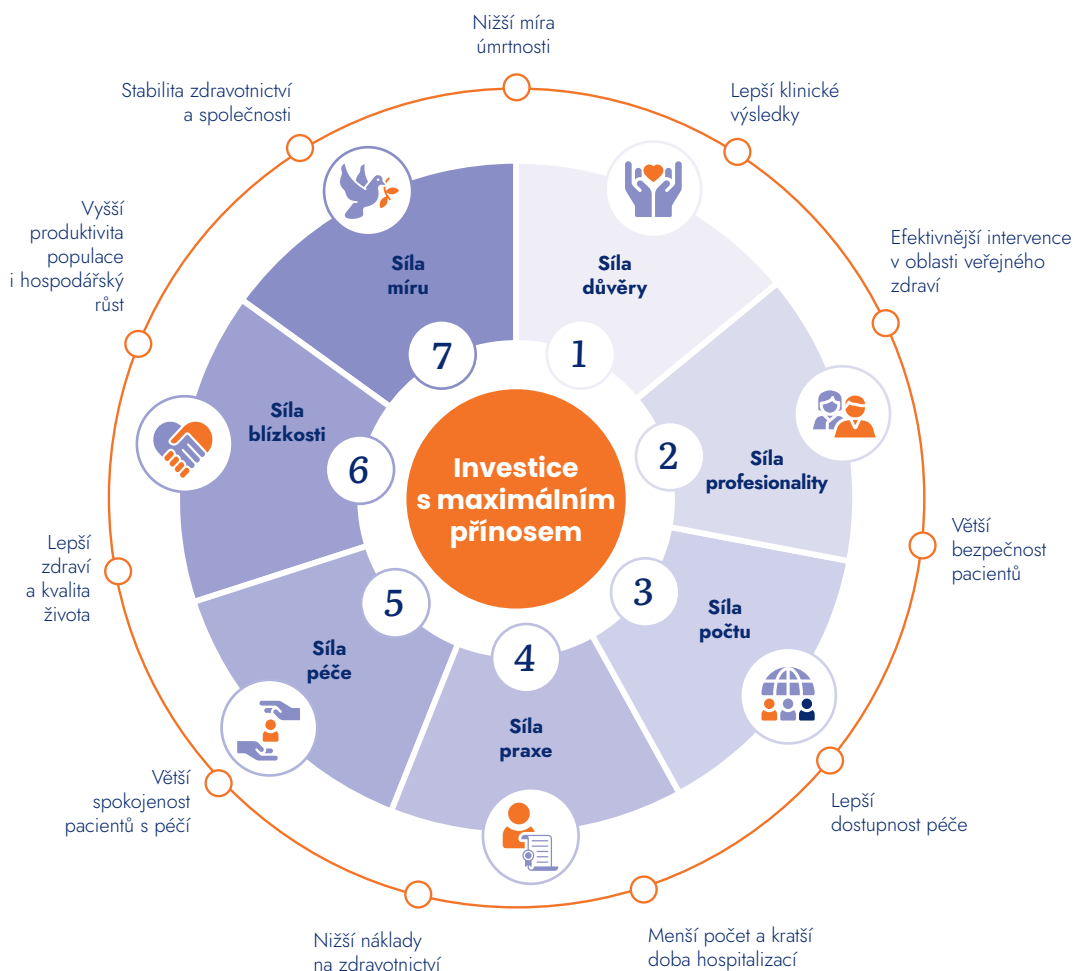 Nižší míra
úmrtnosti
Lepší klinické
výsledky
Efektivnější intervence
v oblasti veřejného
zdraví
Větší
bezpečnost
pacientů
Lepší
dostupnost péče
Menší počet a kratší
doba hospitalizací
Nižší náklady
na zdravotnictví
Větší
spokojenost
pacientů s péčí
Lepší
zdraví
a kvalita
života
Vyšší
produktivita
populace
i hospodářský
růst
Stabilita zdravotnictví
a společnosti
Síla
důvěry
1
Síla
profesionality
2
Síla
počtu
3
Síla
praxe
4
Síla
péče
5
Síla
blízkosti
6
Síla
míru
7
Investice
s maximálním
přínosem